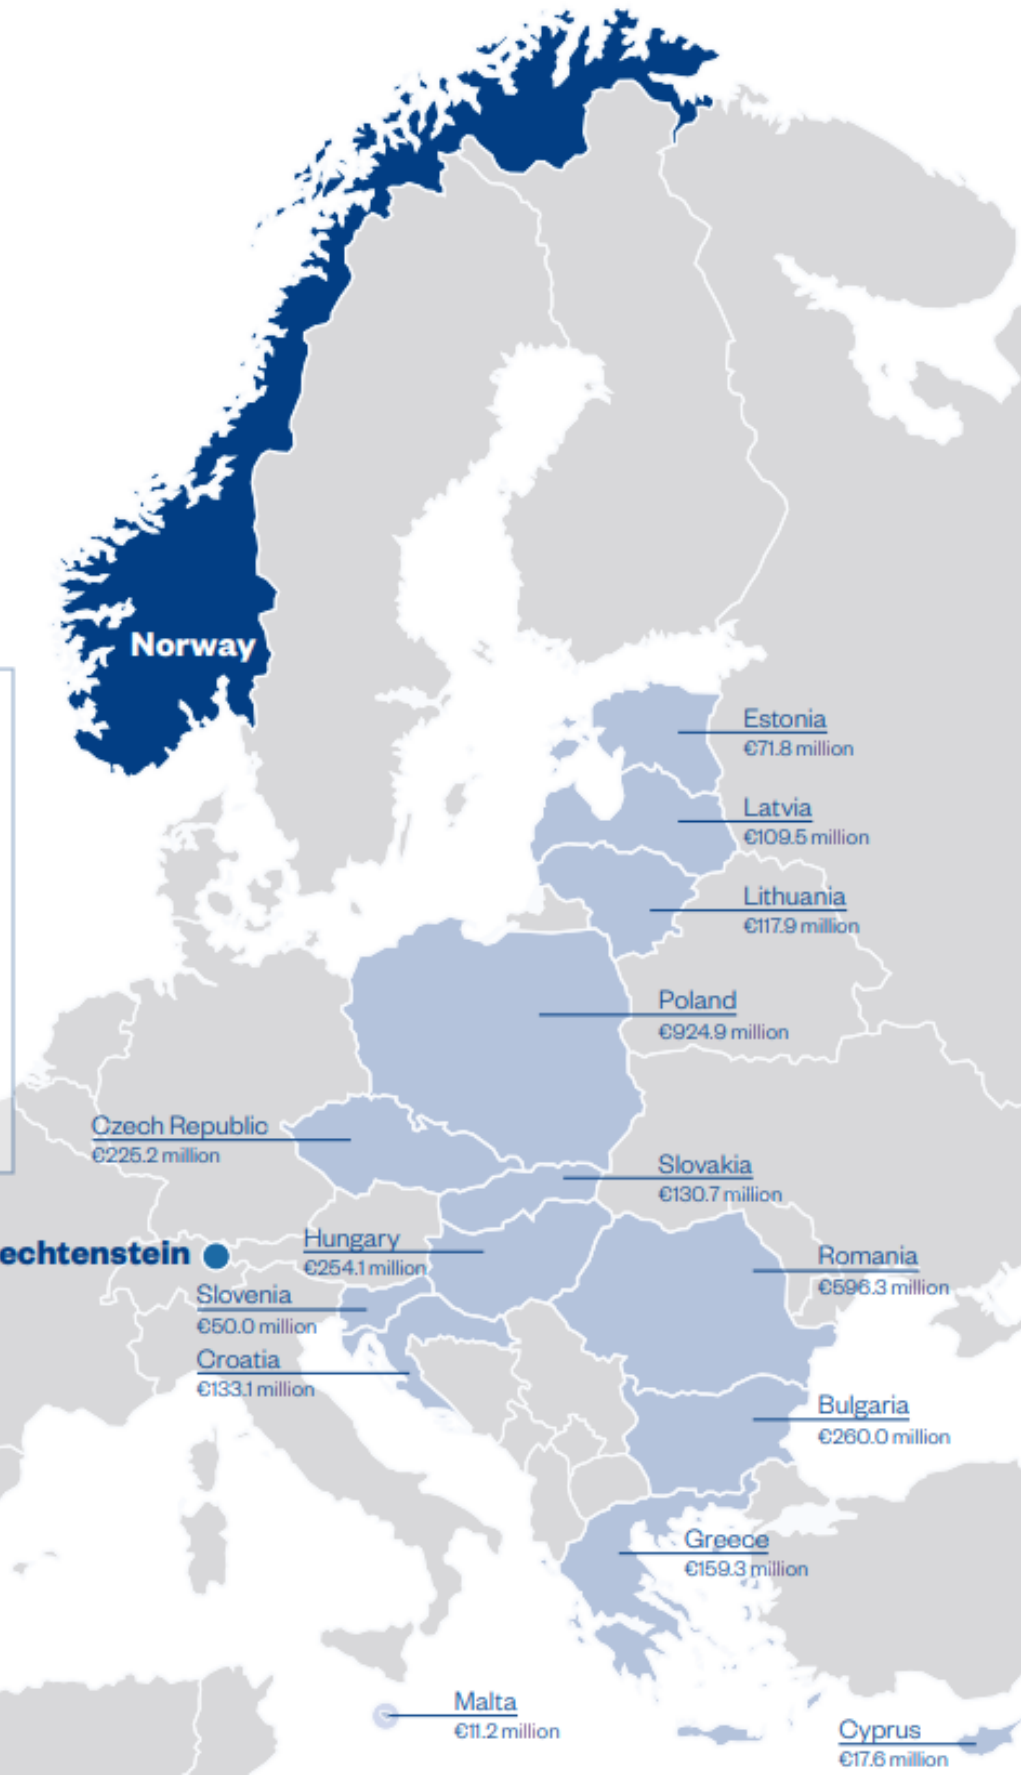 Norway
Estonia
€71.8 million
Latvia
€109.5 million
Lithuania
€117.9 million
Poland
€924.9 million
Czech Republic
€225.2 million
Slovakia
€130.7 million
echtenstein
Hungary
€254.1 million
Romania
€596.3 million
Slovenia
€50.0 million
Croatia
€133.1 million
Bulgaria
€260.0 million
Greece
€159.3 million
Malta
€11.2 million
Cyprus
€17.6 million